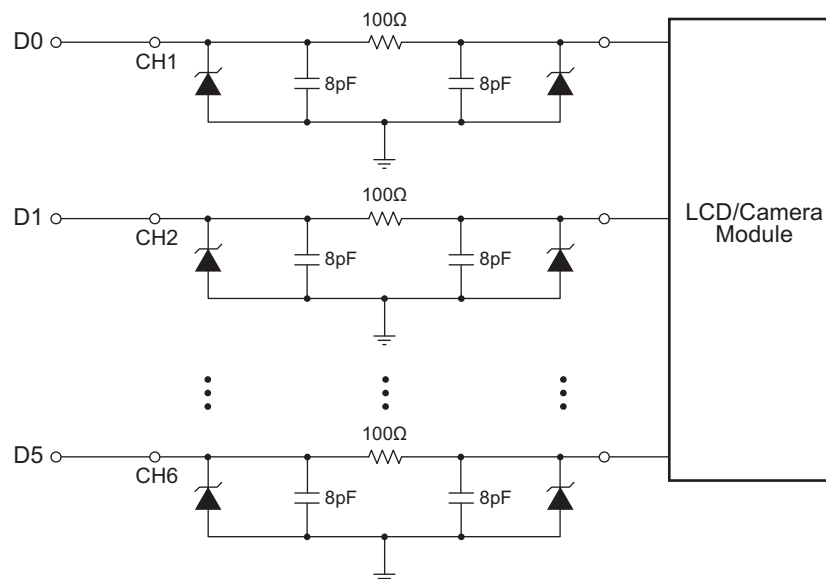 100Ω
D0
CH1
8pF
8pF
100Ω
D1
CH2
8pF
8pF
LCD/Camera
Module
100Ω
D5
CH6
8pF
8pF